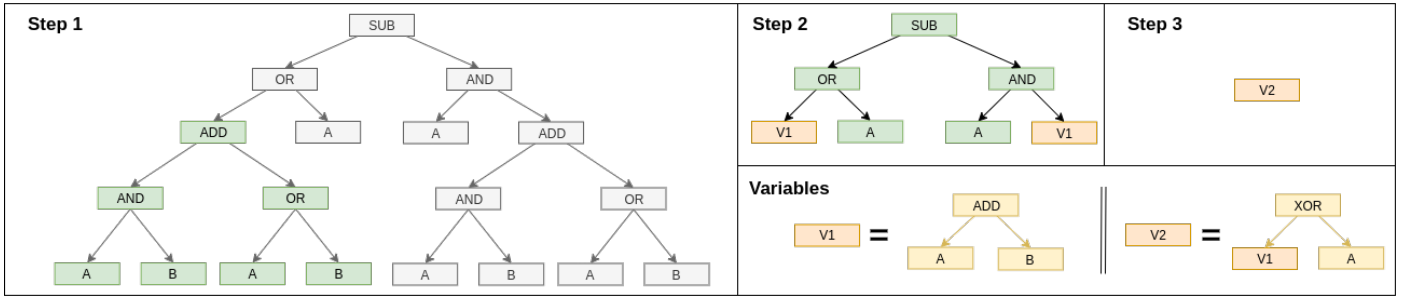 Step 1
SUB
OR
AND
ADD
A
A
ADD
AND
OR
AND
OR
A
B
A
B
A
B
A
B
Step 2
SUB
OR
AND
V1
A
A
V1
Step 3
V2
Variables
V1 =
ADD
A
B
V2 =
XOR
V1
A